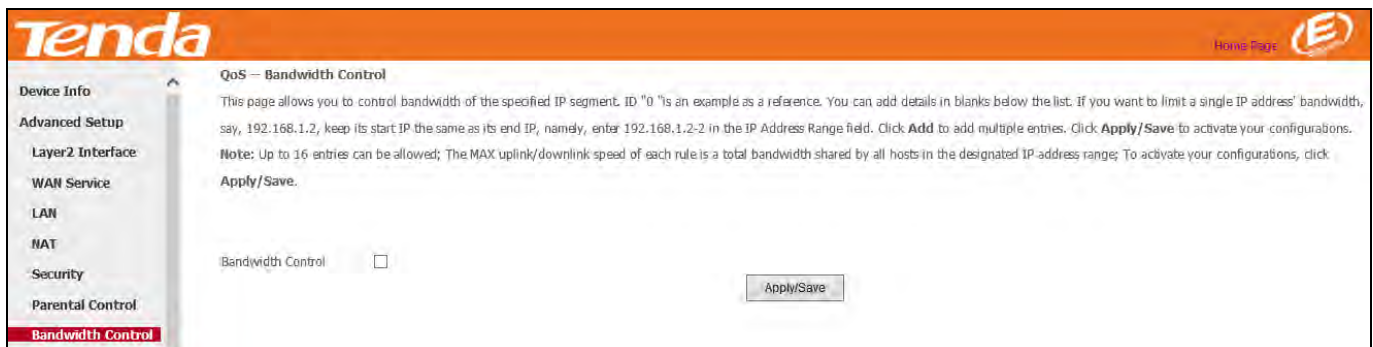 Tenda
Home Page
Device Info
Advanced Setup
Layer2 Interface
WAN Service
LAN
NAT
Security
Parental Control
Bandwidth Control
QoS -- Bandwidth Control
This page allows you to control bandwidth of the specified IP segment. ID "0 "is an example as a reference. You can add details in blanks below the list. If you want to limit a single IP address' bandwidth,
say, 192.168.1.2, keep its start IP the same as its end IP, namely, enter 192.168.1.2-2 in the IP Address Range field. Click Add to add multiple entries. Click Apply/Save to activate your configurations.
Note: Up to 16 entries can be allowed; The MAX uplink/downlink speed of each rule is a total bandwidth shared by all hosts in the designated IP address range; To activate your configurations, click
Apply/Save.
Bandwidth Control
Apply/Save